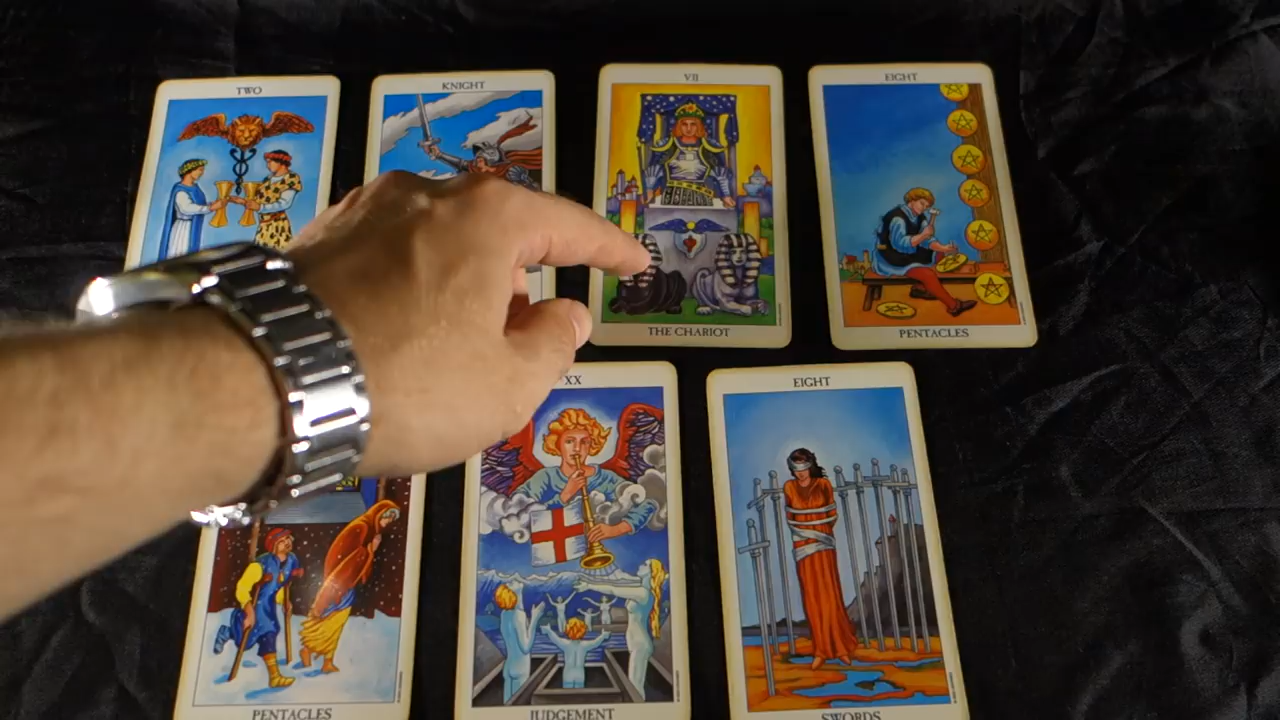 TWO
KNIGHT
VII
THE CHARIOT
EIGHT
PENTACLES
PENTACLES
XX
JUDGEMENT
EIGHT
SWORDS